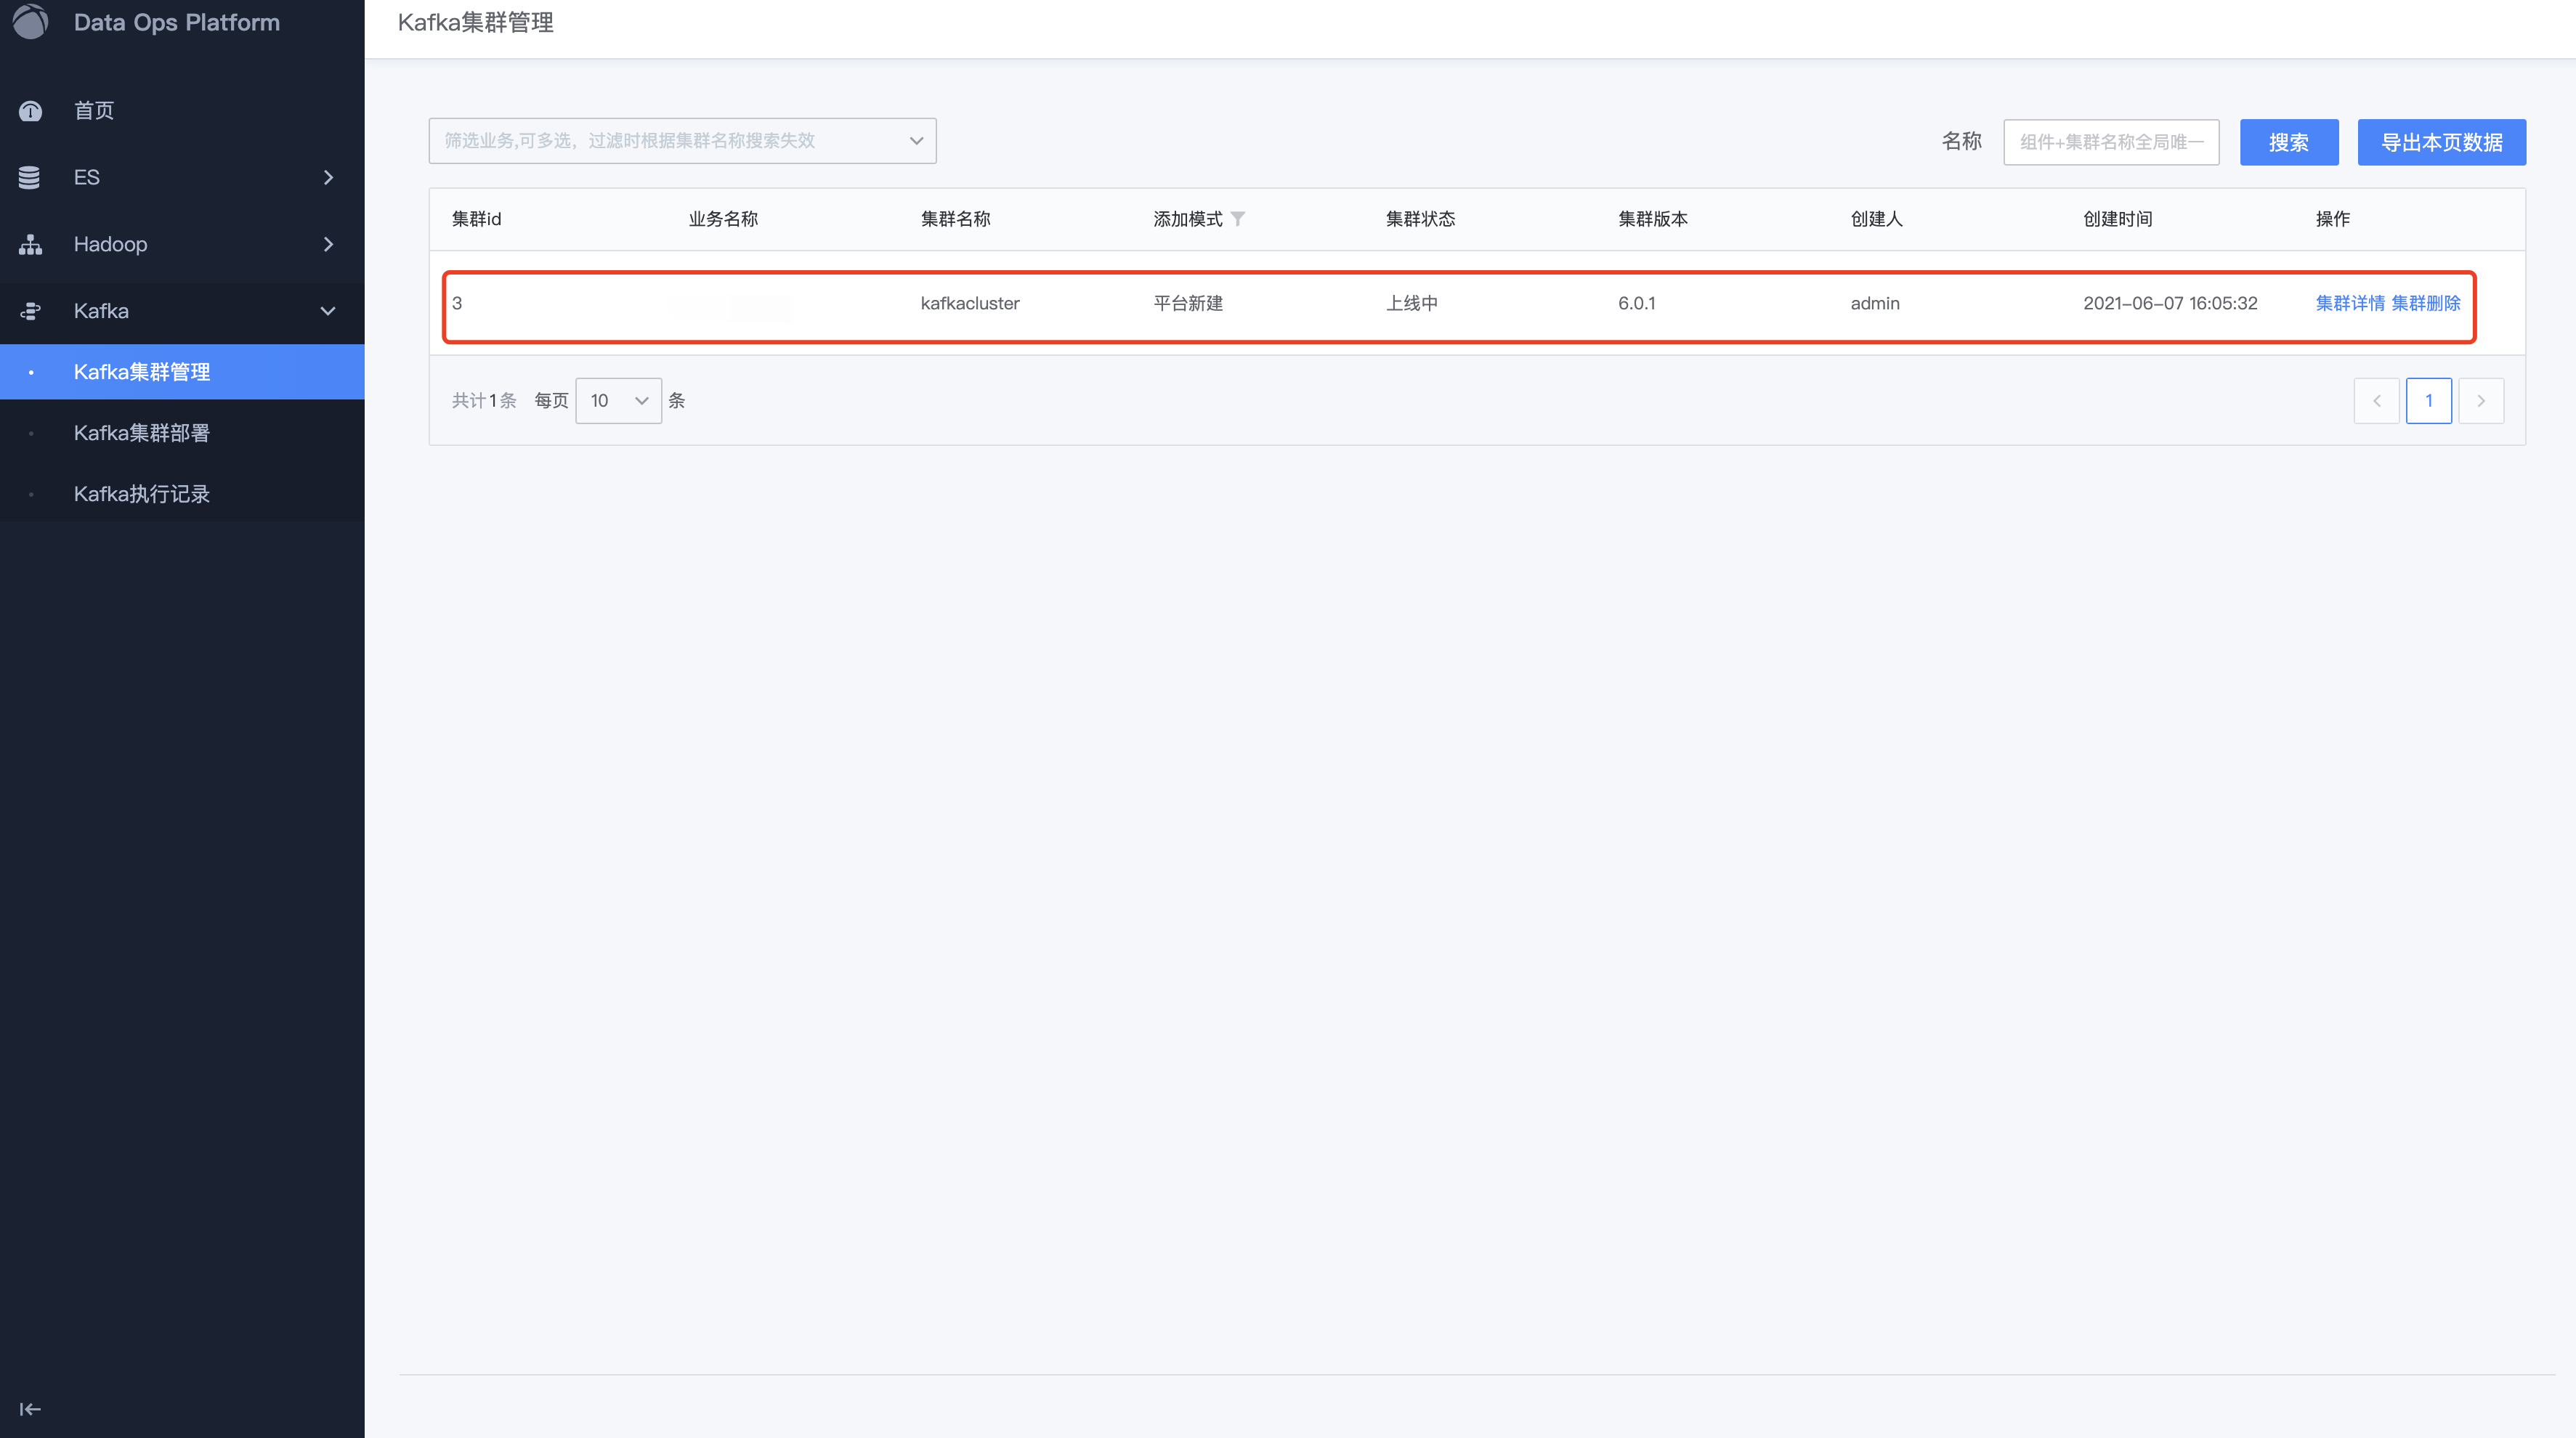 Data Ops Platform
首页
ES
Hadoop
Kafka
Kafka集群管理
Kafka集群部署
Kafka执行记录
Kafka集群管理
筛选业务,可多选，过滤时根据集群名称搜索失效
名称 组件+集群名称全局唯一 搜索 导出本页数据
集群id 业务名称 集群名称 添加模式 集群状态 集群版本 创建人 创建时间 操作
3 kafkacluster 平台新建 上线中 6.0.1 admin 2021-06-07 16:05:32 集群详情 集群删除
共计1条 每页 10 条 1